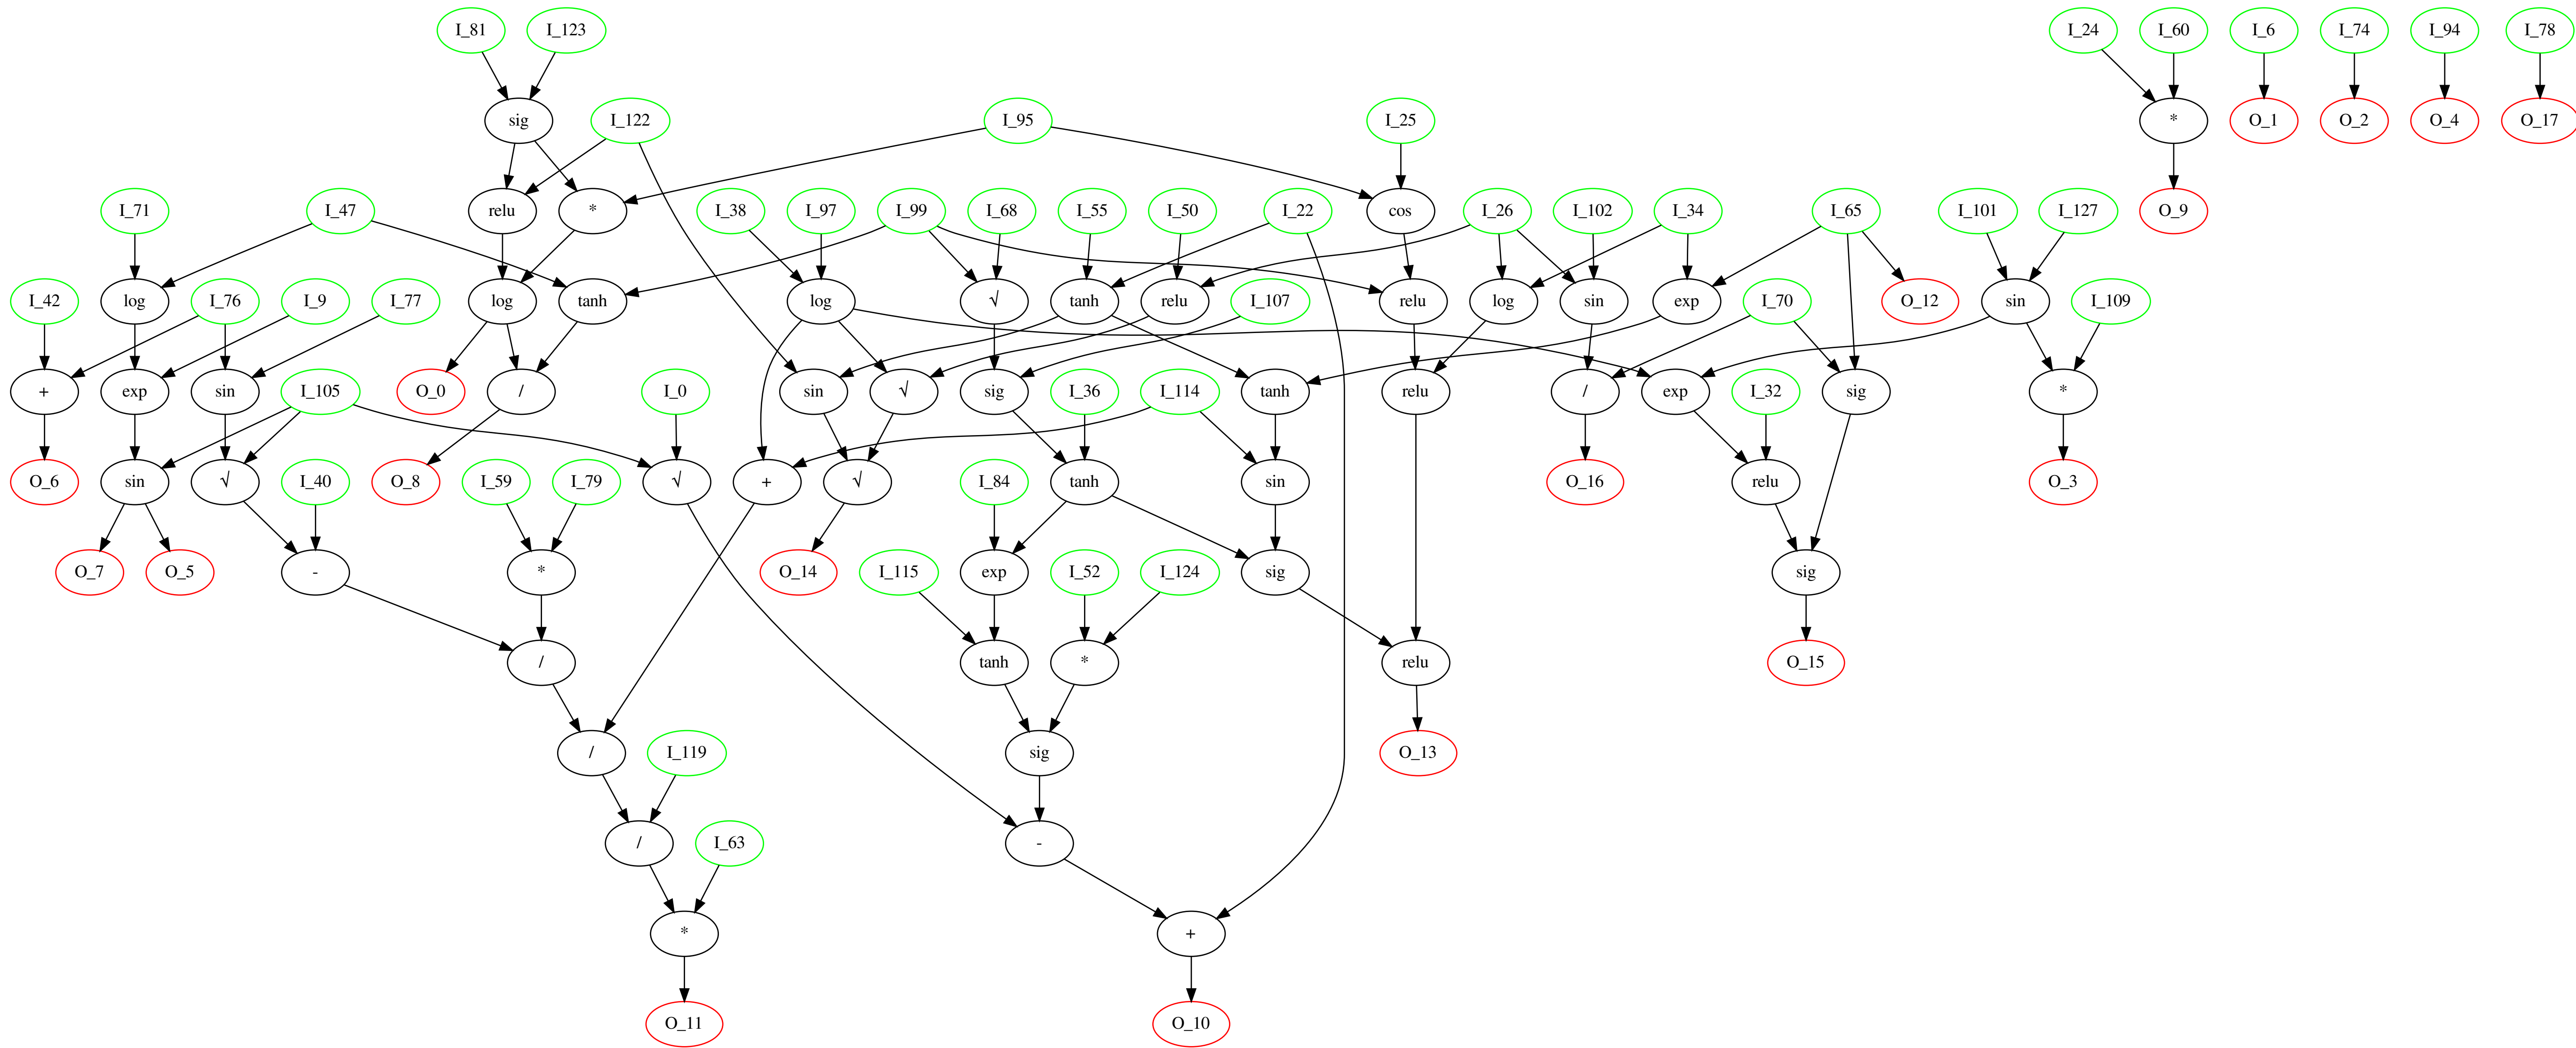 I_81 I_123 I_24 I_60 I_6 I_74 I_94 I_78
sig I_122 I_95 I_25 * O_1 O_2 O_4 O_17
I_71 I_47 relu * I_38 I_97 I_99 I_68 I_55 I_50 I_22 cos I_26 I_102 I_34 I_65 I_101 I_127 O_9
I_42 log I_76 I_9 I_77 log tanh log √ tanh relu I_107 relu log sin exp I_70 O_12 sin I_109
+ exp sin I_105 O_0 / I_0 sin √ sig I_36 I_114 tanh relu / exp I_32 sig *
O_6 sin √ I_40 O_8 I_59 I_79 √ + √ I_84 tanh sin O_16 relu O_3
O_7 O_5 - * O_14 I_115 exp I_52 I_124 sig sig
/ tanh * relu O_15
/ I_119 sig O_13
/ I_63 -
* +
O_11 O_10